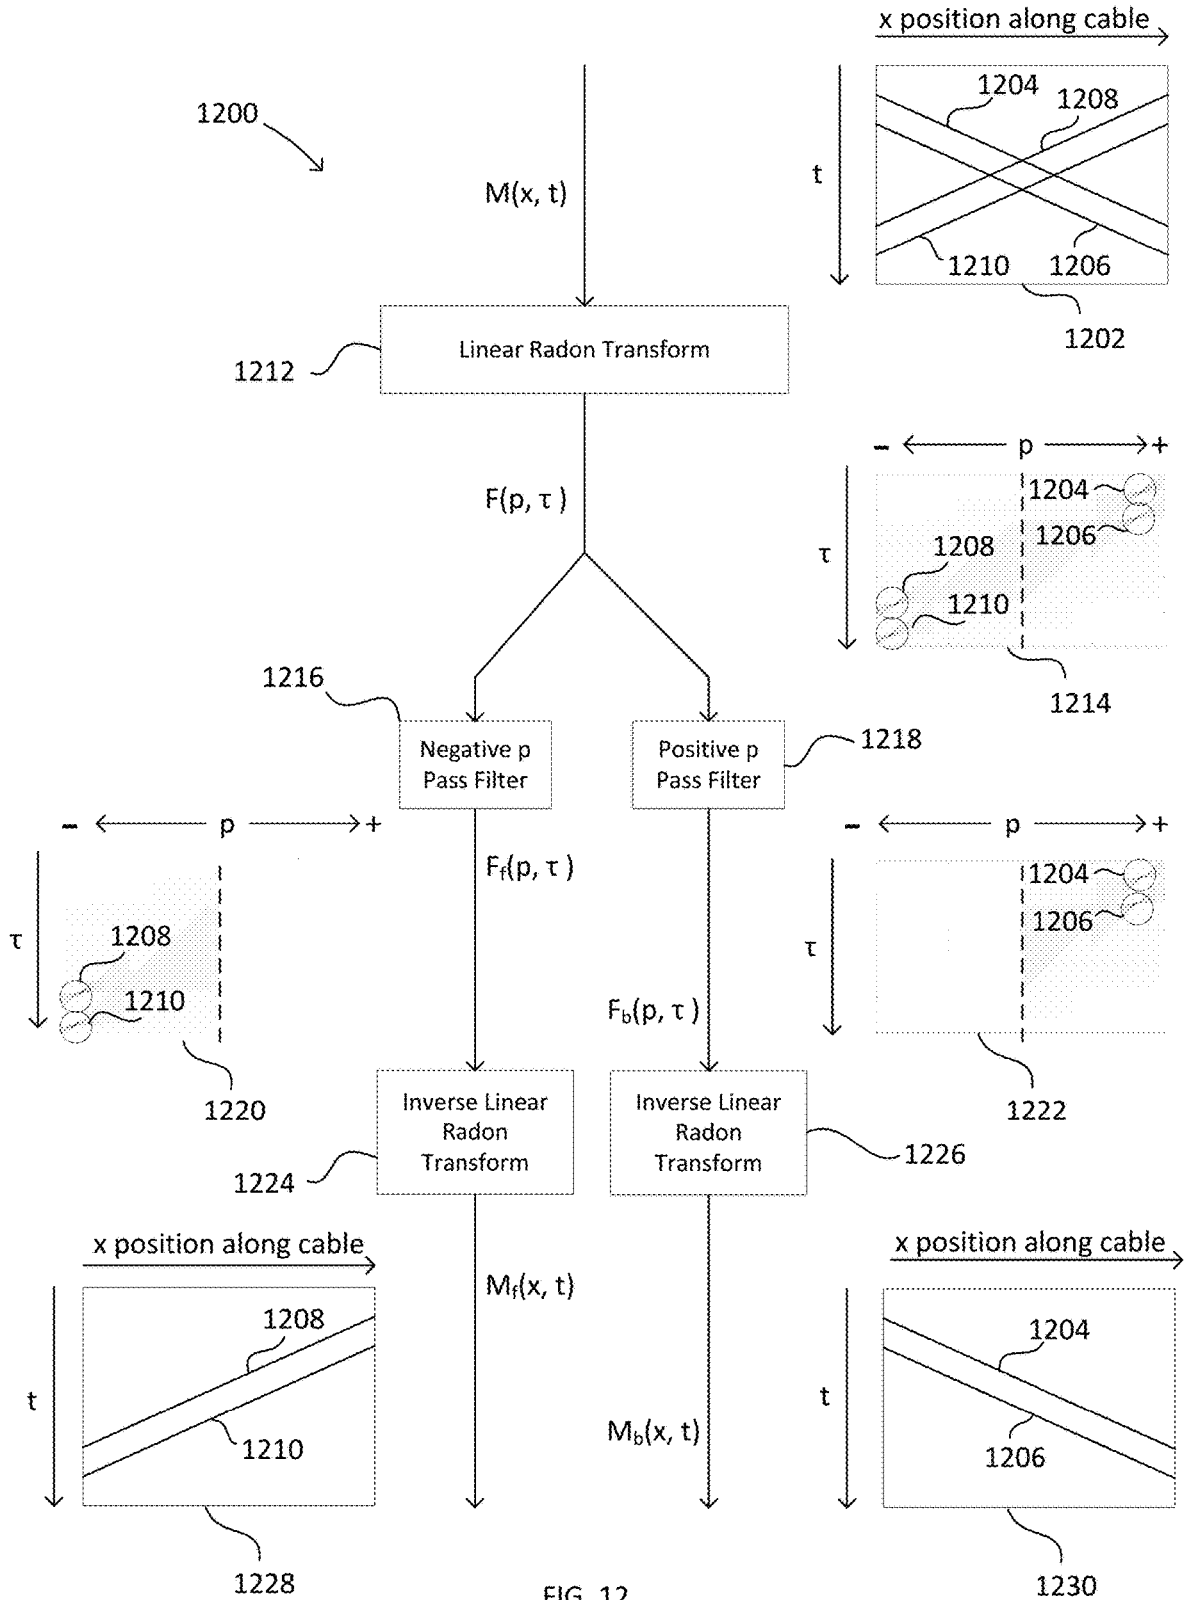 x position along cable
1200
1204
1208
M(x, t)
t
1210
1206
1202
Linear Radon Transform
1212
- p +
F(p, τ )
1204
1206
τ
1208
1210
1214
1216
Negative p
Pass Filter
Positive p
Pass Filter
1218
- p +
- p +
Ff(p, τ )
1204
1206
τ
1208
1210
τ
Fb(p, τ )
1220
1222
Inverse Linear
Radon
Transform
Inverse Linear
Radon
Transform
1224
1226
x position along cable
x position along cable
Mf(x, t)
1208
1204
t
t
1210
1206
Mb(x, t)
1228
1230
FIG. 12